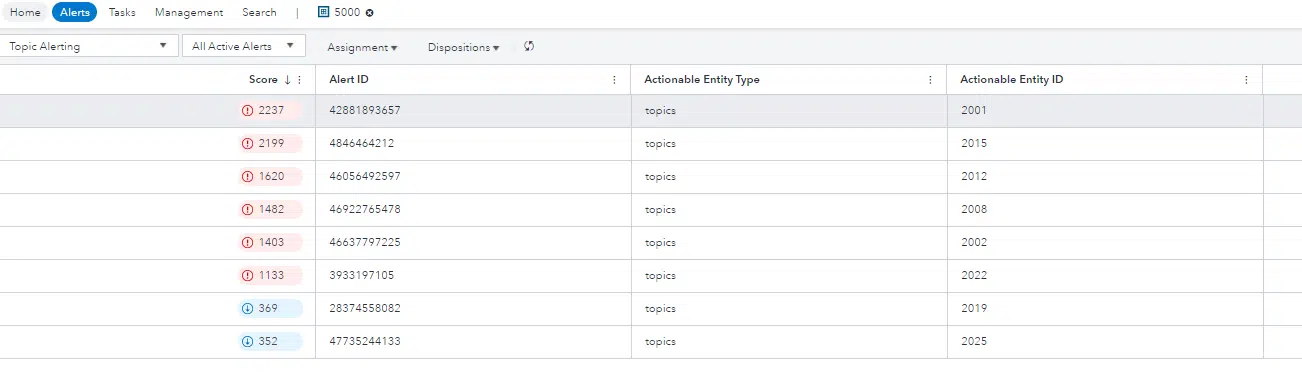 Home Alerts Tasks Management Search | 5000
Topic Alerting All Active Alerts Assignment Dispositions
Score Alert ID Actionable Entity Type Actionable Entity ID
2237 42881893657 topics 2001
2199 4846464212 topics 2015
1620 46056492597 topics 2012
1482 46922765478 topics 2008
1403 46637797225 topics 2002
1133 3933197105 topics 2022
369 28374558082 topics 2019
352 47735244133 topics 2025